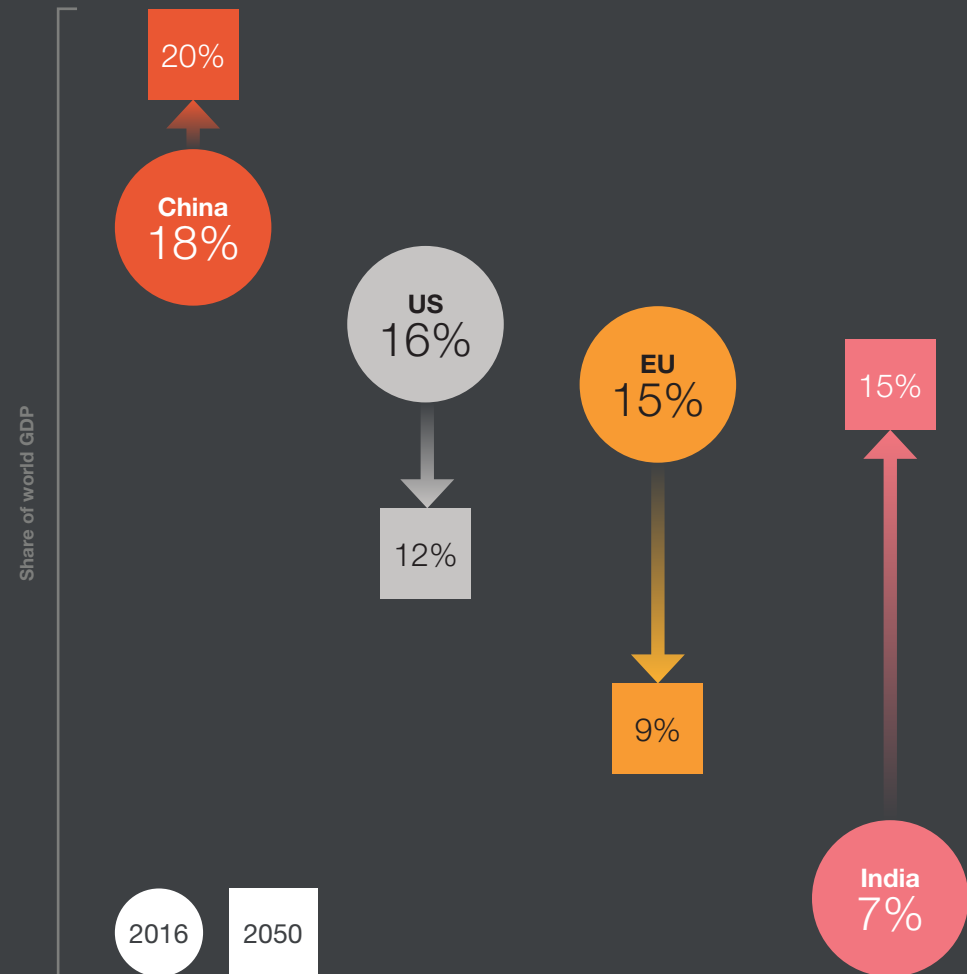 Share of world GDP
20%
China
18%
US
16%
12%
EU
15%
9%
15%
India
7%
2016
2050